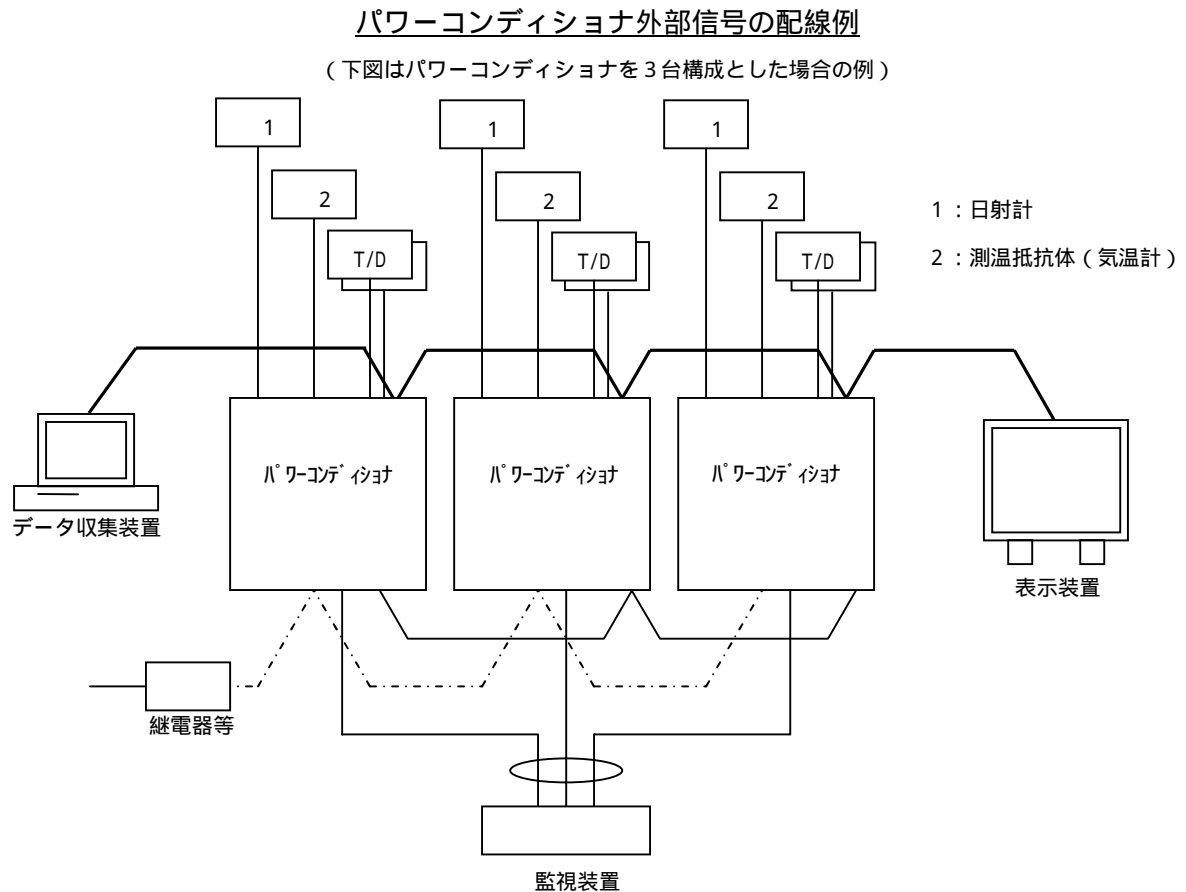 パワーコンディショナ外部信号の配線例
(下図はパワーコンディショナを3台構成とした場合の例)
1
1
1
2
2
2
1:日射計
2:測温抵抗体(気温計)
T/D
T/D
T/D
ﾊﾟﾜｰｺﾝﾃﾞｨｼｮﾅ
ﾊﾟﾜｰｺﾝﾃﾞｨｼｮﾅ
ﾊﾟﾜｰｺﾝﾃﾞｨｼｮﾅ
データ収集装置
表示装置
継電器等
監視装置